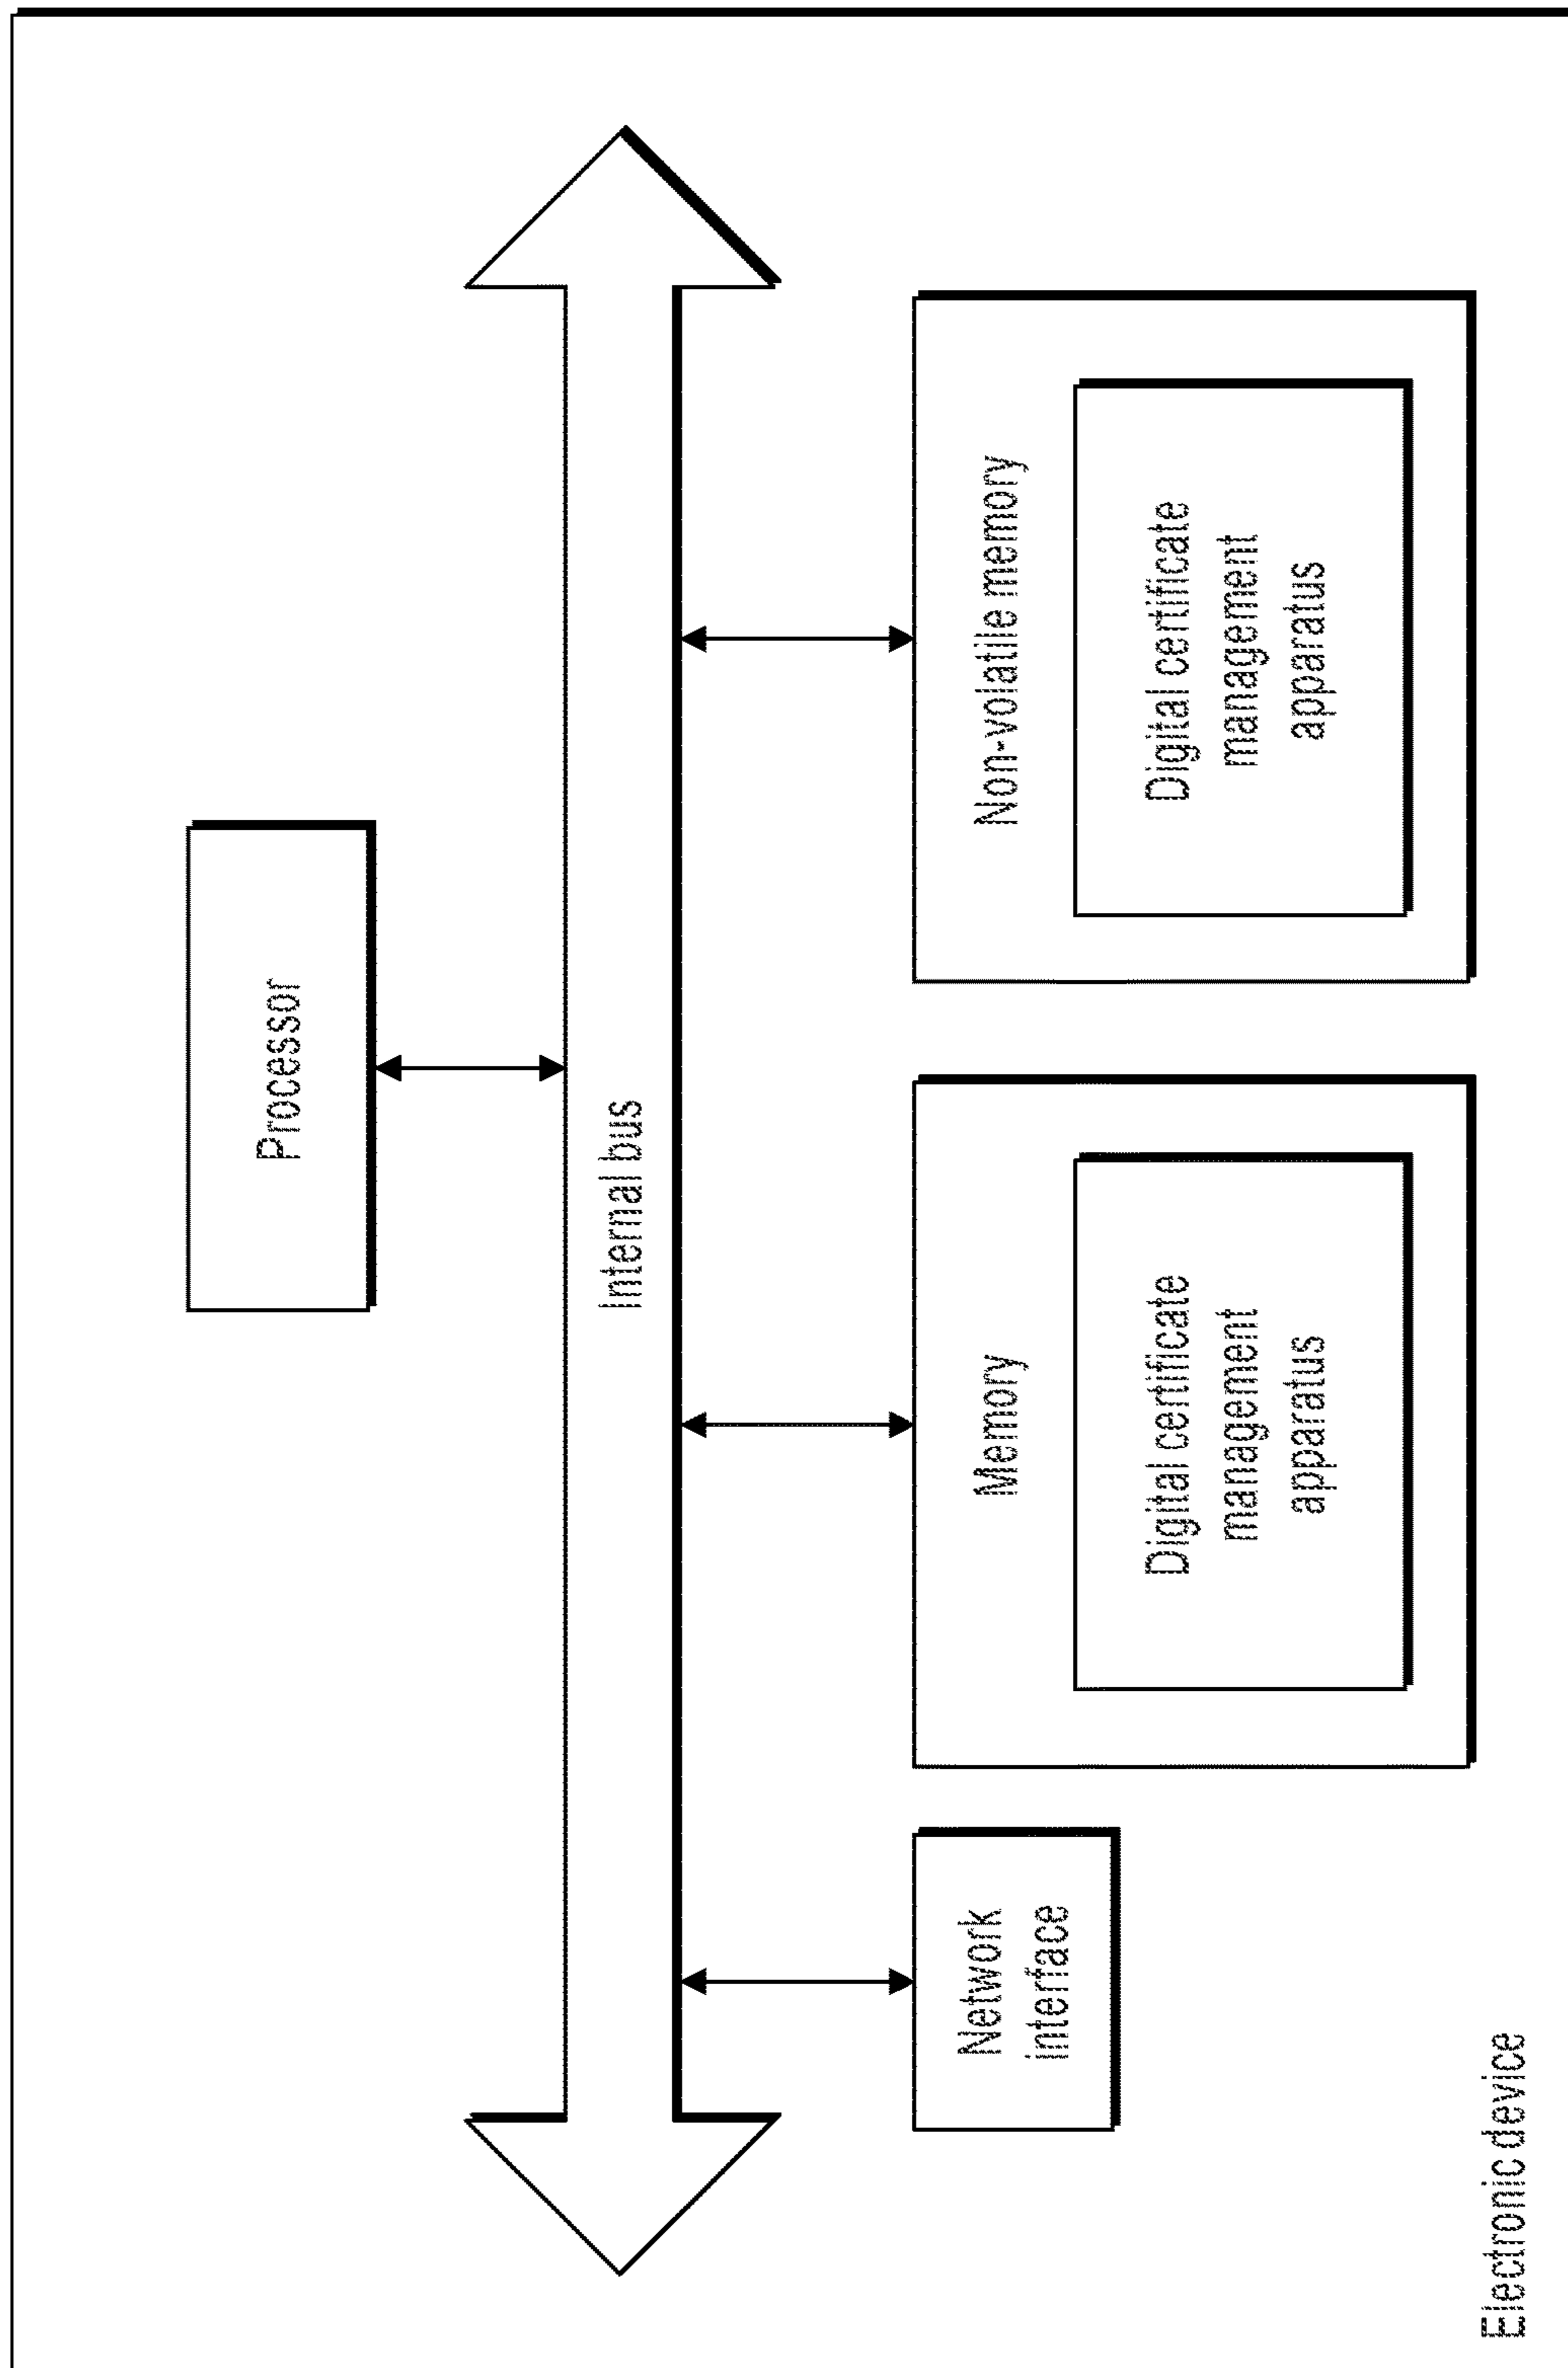 Processor
Internal bus
Network
interface
Memory
Digital certificate
management
apparatus
Non-volatile memory
Digital certificate
management
apparatus
Electronic device